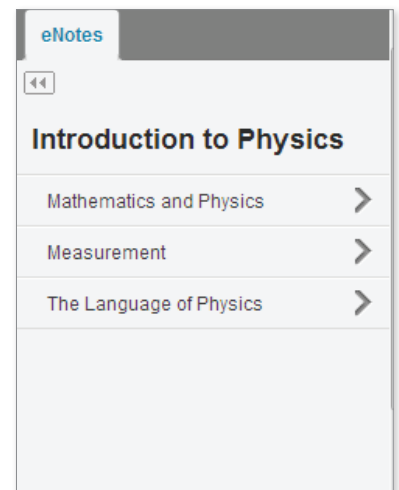 eNotes
Introduction to Physics
Mathematics and Physics
Measurement
The Language of Physics